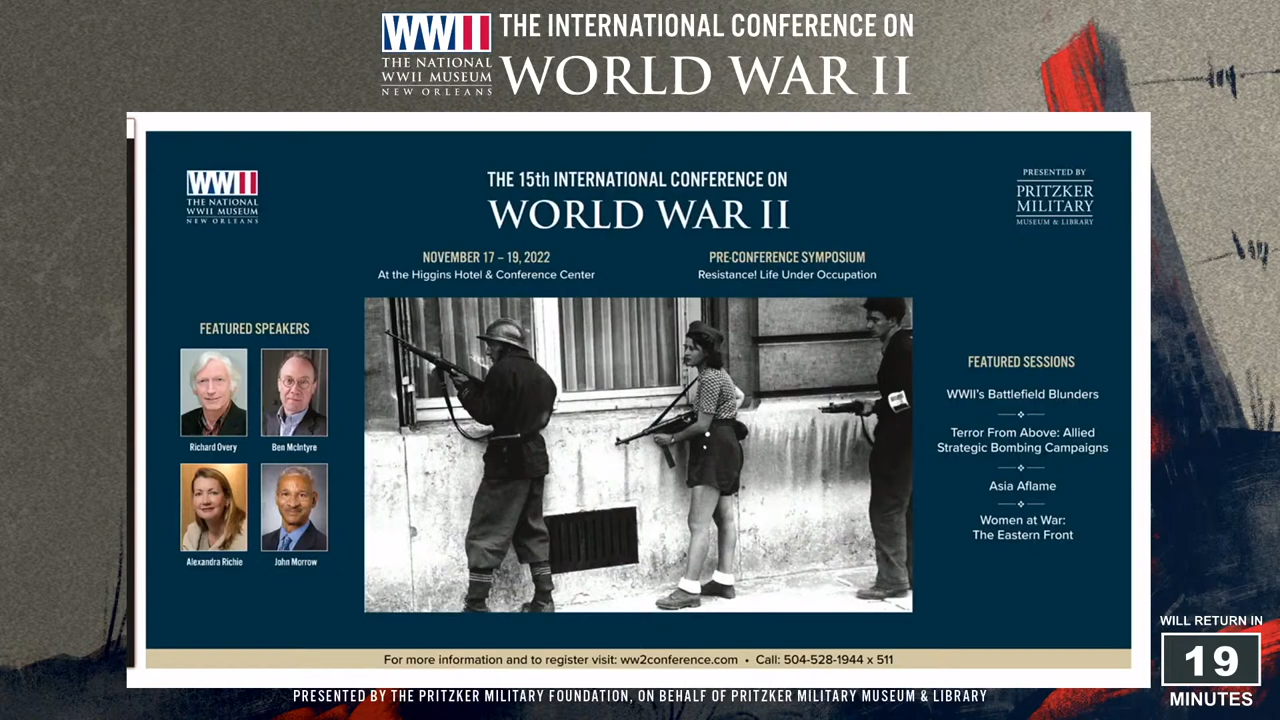 WWII
THE NATIONAL
WWII MUSEUM
NEW ORLEANS
THE INTERNATIONAL CONFERENCE ON
WORLD WAR II
WWII
THE NATIONAL
WWII MUSEUM
NEW ORLEANS
THE 15th INTERNATIONAL CONFERENCE ON
WORLD WAR II
PRESENTED BY
PRITZKER
MILITARY
MUSEUM & LIBRARY
NOVEMBER 17 – 19, 2022
At the Higgins Hotel & Conference Center
PRE-CONFERENCE SYMPOSIUM
Resistance! Life Under Occupation
FEATURED SPEAKERS
Richard Overy
Ben McIntyre
Alexandra Richie
John Morrow
FEATURED SESSIONS
WWII's Battlefield Blunders
Terror From Above: Allied
Strategic Bombing Campaigns
Asia Aflame
Women at War:
The Eastern Front
For more information and to register visit: ww2conference.com • Call: 504-528-1944 x 511
WILL RETURN IN
19
MINUTES
PRESENTED BY THE PRITZKER MILITARY FOUNDATION, ON BEHALF OF PRITZKER MILITARY MUSEUM & LIBRARY